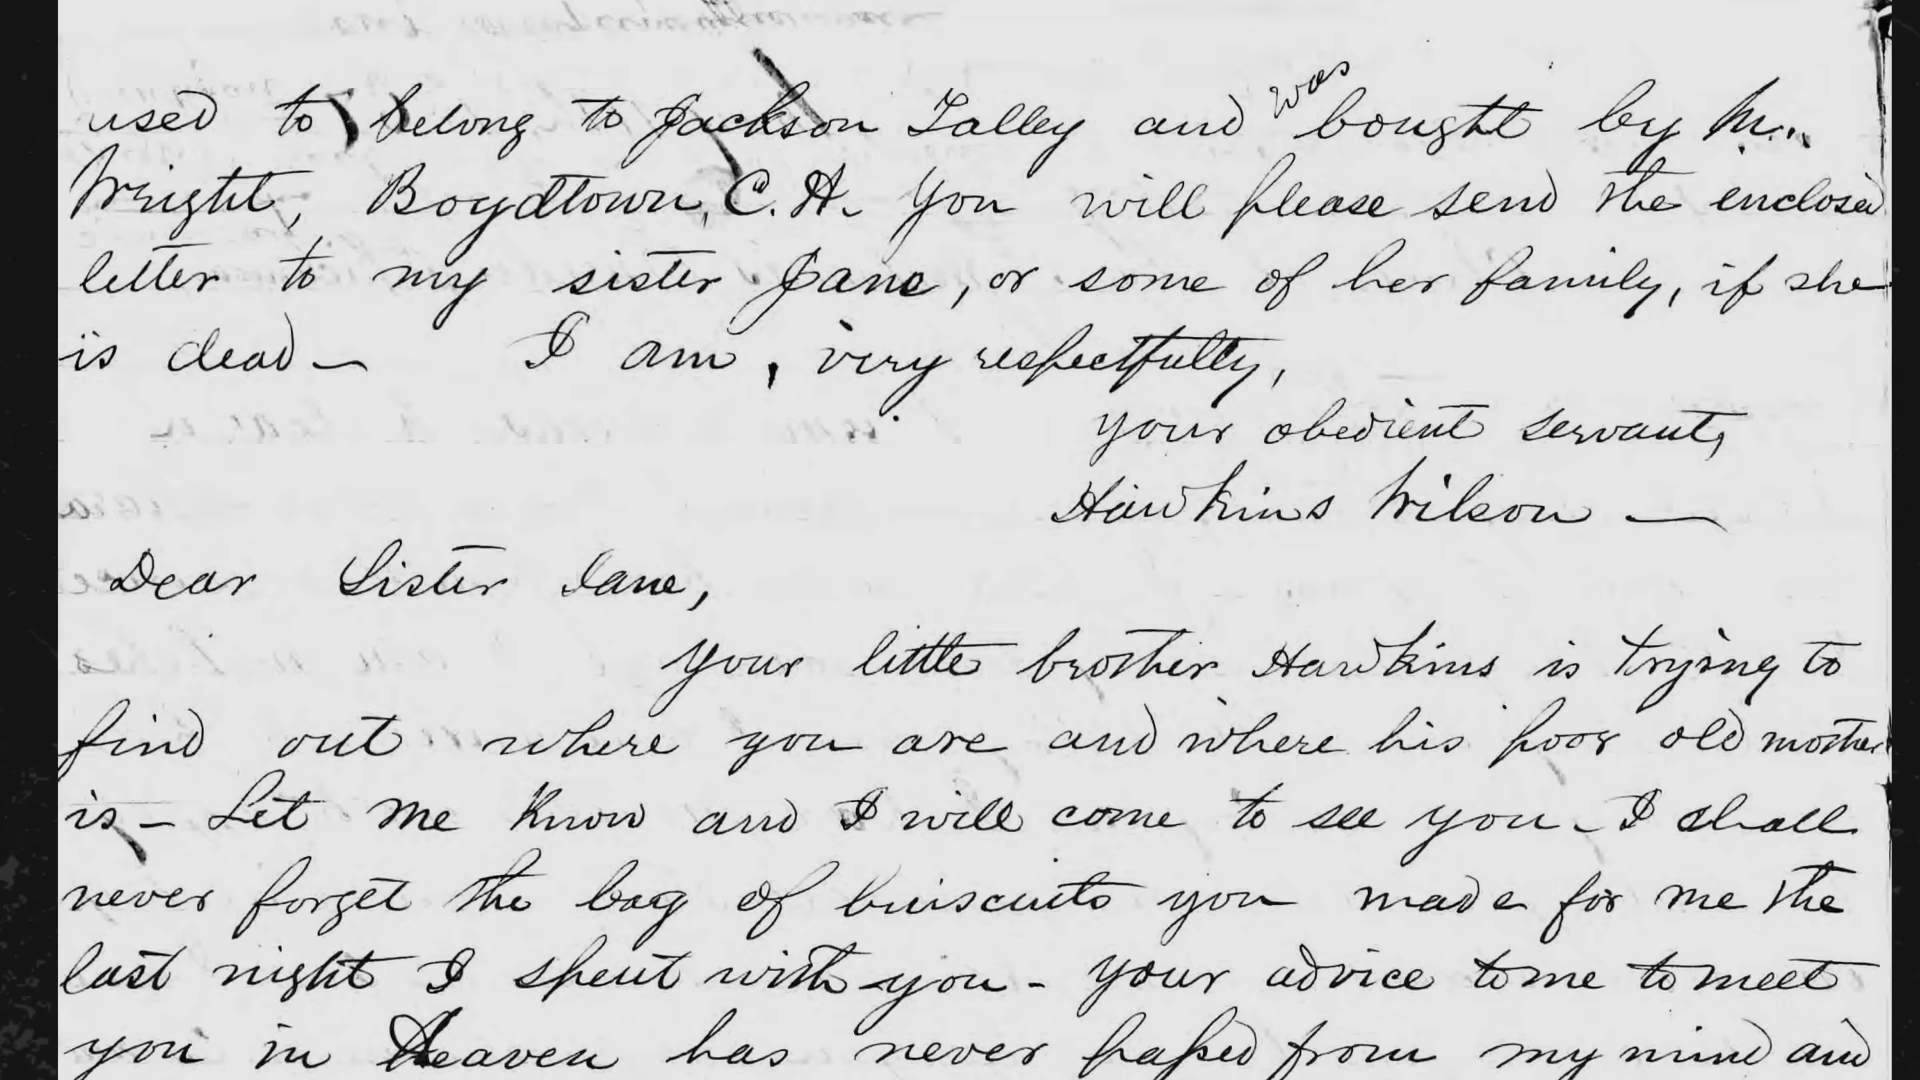 used to belong to Jackson Talley and was bought by Mr.
Wright, Boydtown, C.H. You will please send the enclosed
letter to my sister Jane, or some of her family, if she
is dead — I am, very respectfully,
your obedient servant,
Hawkins Wilson —
Dear Sister Jane,
Your little brother Hawkins is trying to
find out where you are and where his poor old mother
is — Let me know and I will come to see you — I shall
never forget the bag of buiscuits you made for me the
last night I spent with you — Your advice to me to meet
you in Heaven has never passed from my mind and